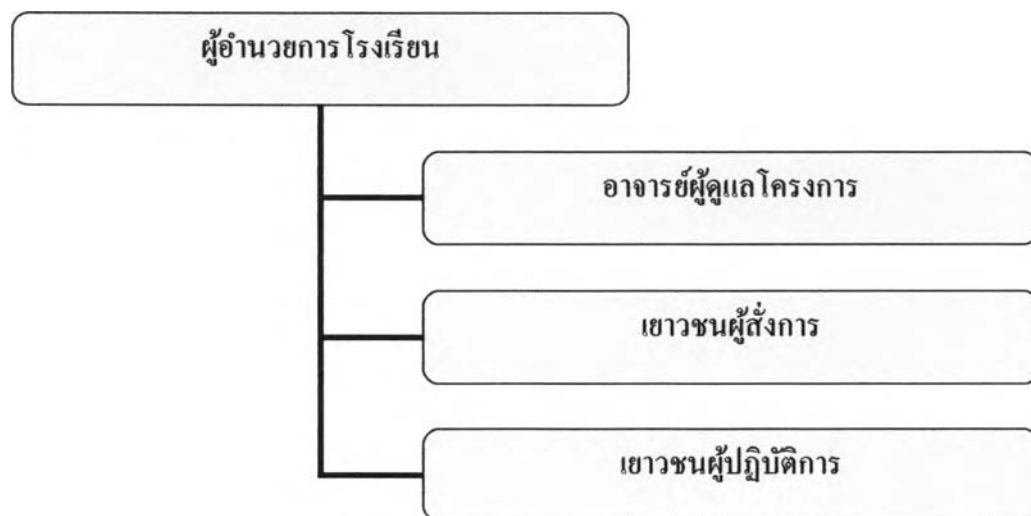 ผู้อำนวยการโรงเรียน
อาจารย์ผู้ดูแลโครงการ
เยาวชนผู้สั่งการ
เยาวชนผู้ปฏิบัติการ